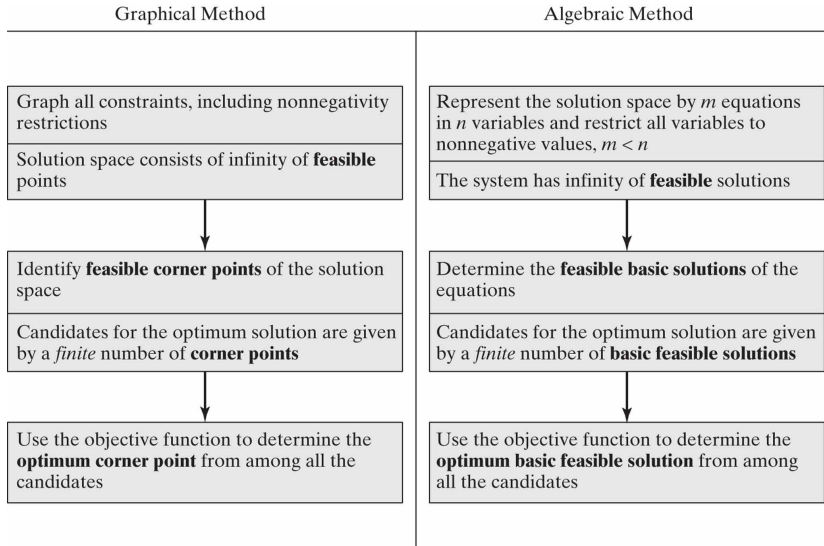 Graphical Method
Graph all constraints, including nonnegativity
restrictions
Solution space consists of infinity of feasible
points
Identify feasible corner points of the solution
space
Candidates for the optimum solution are given
by a finite number of corner points
Use the objective function to determine the
optimum corner point from among all the
candidates
Algebraic Method
Represent the solution space by m equations
in n variables and restrict all variables to
nonnegative values, m < n
The system has infinity of feasible solutions
Determine the feasible basic solutions of the
equations
Candidates for the optimum solution are given
by a finite number of basic feasible solutions
Use the objective function to determine the
optimum basic feasible solution from among
all the candidates